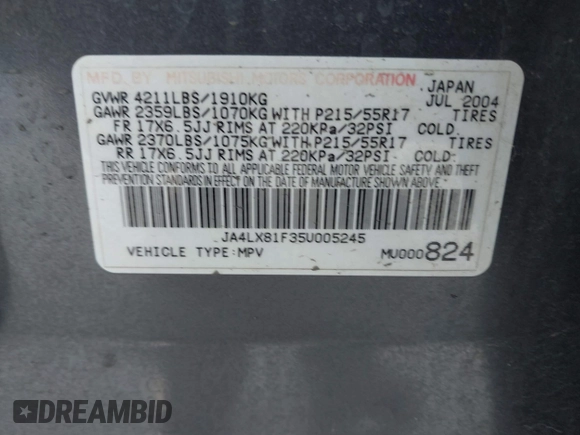 MFD. BY MITSUBISHI MOTORS CORPORATION
JAPAN
GVWR 4211LBS/1910KG JUL 2004
GAWR 2359LBS/1070KG WITH P215/55R17 TIRES
FR 17X6.5JJ RIMS AT 220KPa/32PSI COLD.
GAWR 2370LBS/1075KG WITH P215/55R17 TIRES
RR 17X6.5JJ RIMS AT 220KPa/32PSI COLD.
THIS VEHICLE CONFORMS TO ALL APPLICABLE FEDERAL MOTOR VEHICLE SAFETY AND THEFT
PREVENTION STANDARDS IN EFFECT ON THE DATE OF MANUFACTURE SHOWN ABOVE.
JA4LX81F35U005245
VEHICLE TYPE:MPV MU000824
DREAMBID